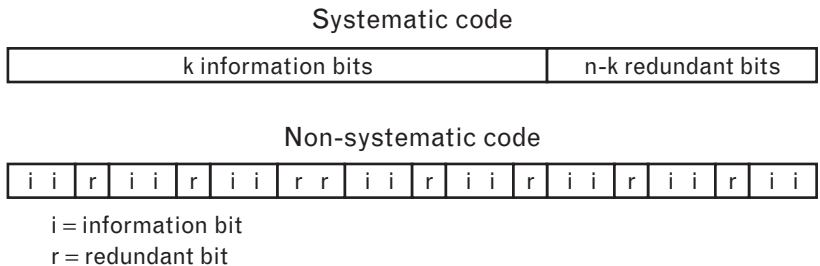 Systematic code
k information bits n-k redundant bits
Non-systematic code
i i r i i r i i r r i i r i i r i i r i i r i i
i = information bit
r = redundant bit